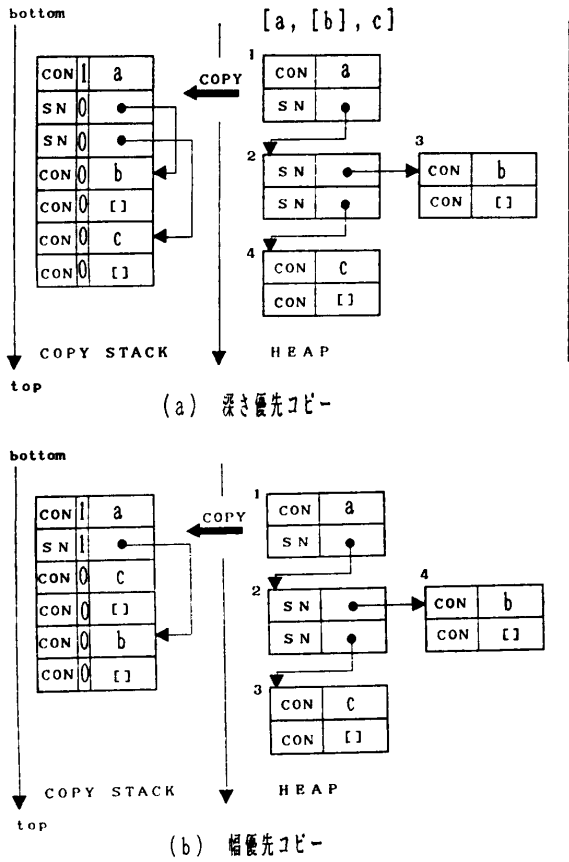 bottom
[a, [b], c]
1
CON 1 a
SN 0
SN 0
CON 0 b
CON 0 []
CON 0 c
CON 0 []
COPY
CON a
SN
2
SN
SN
3
CON b
CON []
4
CON c
CON []
COPY STACK
HEAP
top
(a) 深さ優先コピー
bottom
CON 1 a
SN 1
CON 0 c
CON 0 []
CON 0 b
CON 0 []
COPY
1
CON a
SN
2
SN
SN
4
CON b
CON []
3
CON c
CON []
COPY STACK
HEAP
top
(b) 幅優先コピー